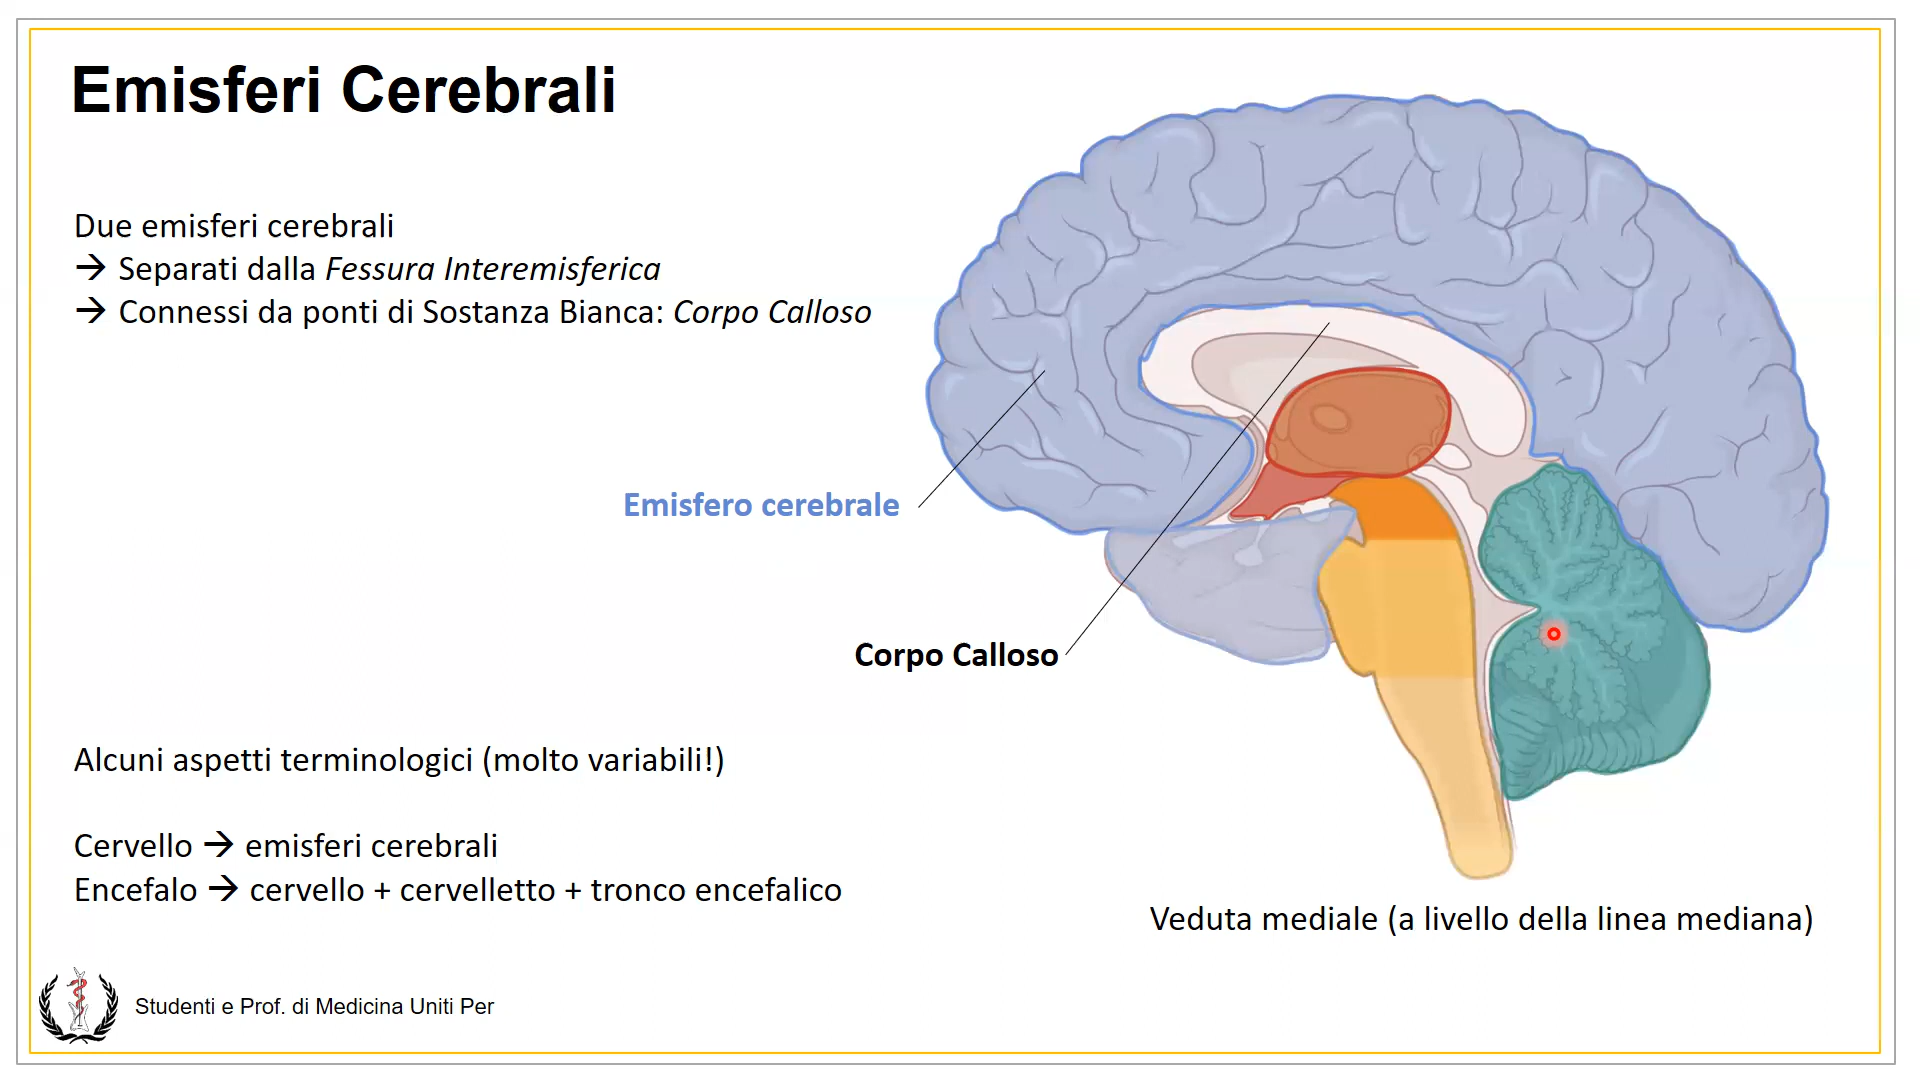 Emisferi Cerebrali
Due emisferi cerebrali
→ Separati dalla Fessura Interemisferica
→ Connessi da ponti di Sostanza Bianca: Corpo Calloso
Emisfero cerebrale
Corpo Calloso
Alcuni aspetti terminologici (molto variabili!)
Cervello → emisferi cerebrali
Encefalo → cervello + cervelletto + tronco encefalico
Veduta mediale (a livello della linea mediana)
Studenti e Prof. di Medicina Uniti Per